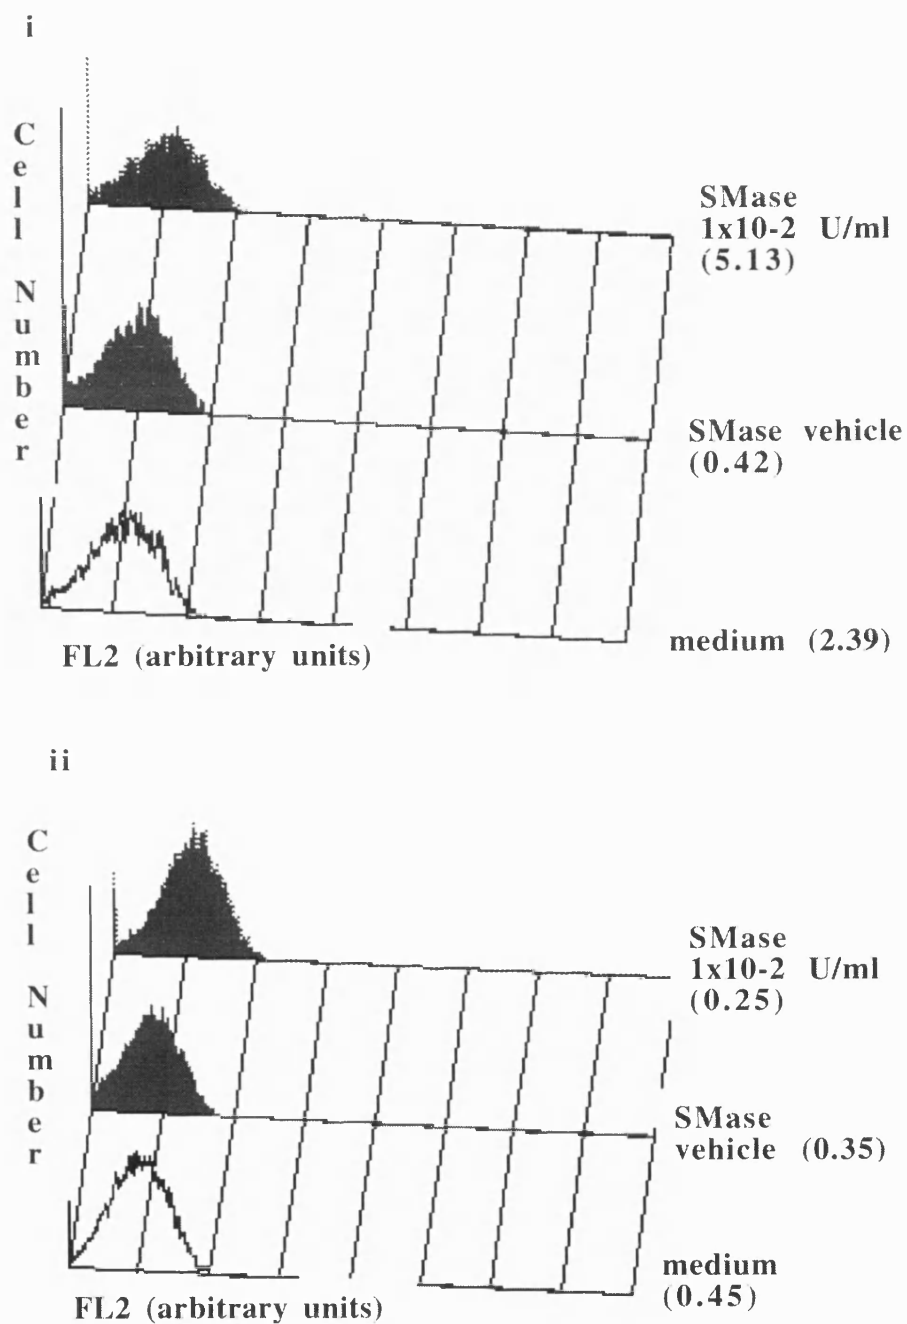 i
Cell Number
SMase
1x10-2 U/ml
(5.13)
SMase vehicle
(0.42)
medium (2.39)
FL2 (arbitrary units)
ii
Cell Number
SMase
1x10-2 U/ml
(0.25)
SMase
vehicle (0.35)
medium
(0.45)
FL2 (arbitrary units)